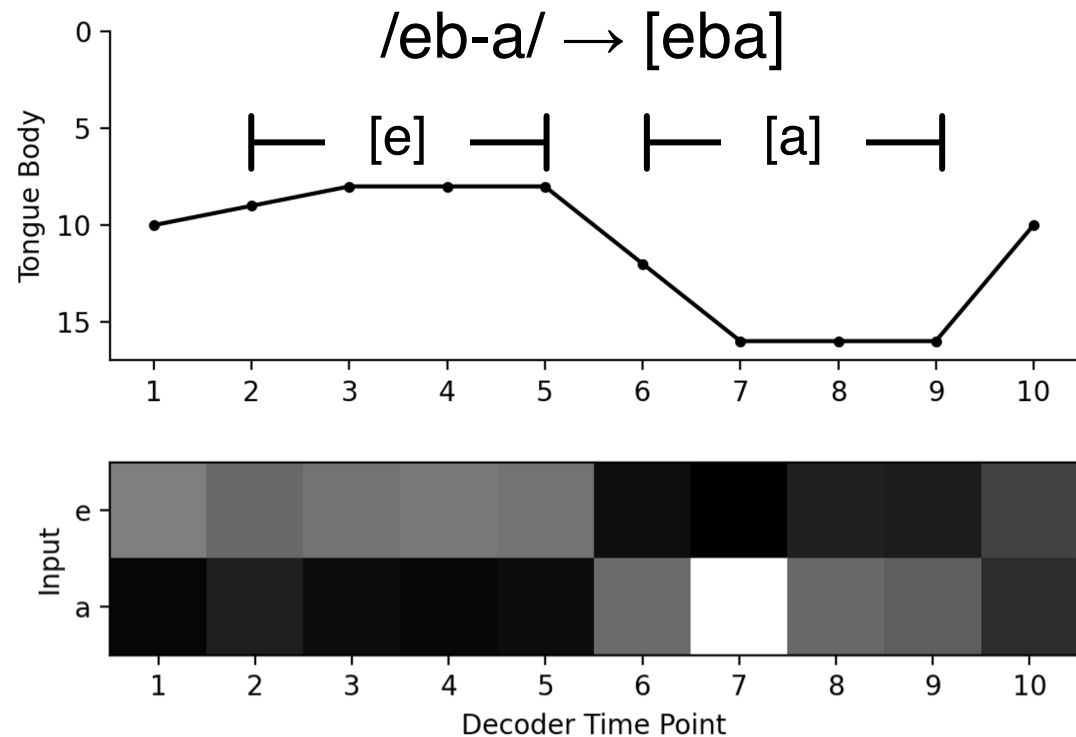 /eb-a/ → [eba]
0
5
10
15
Tongue Body
[e]
[a]
1 2 3 4 5 6 7 8 9 10
Input
e
a
1 2 3 4 5 6 7 8 9 10
Decoder Time Point